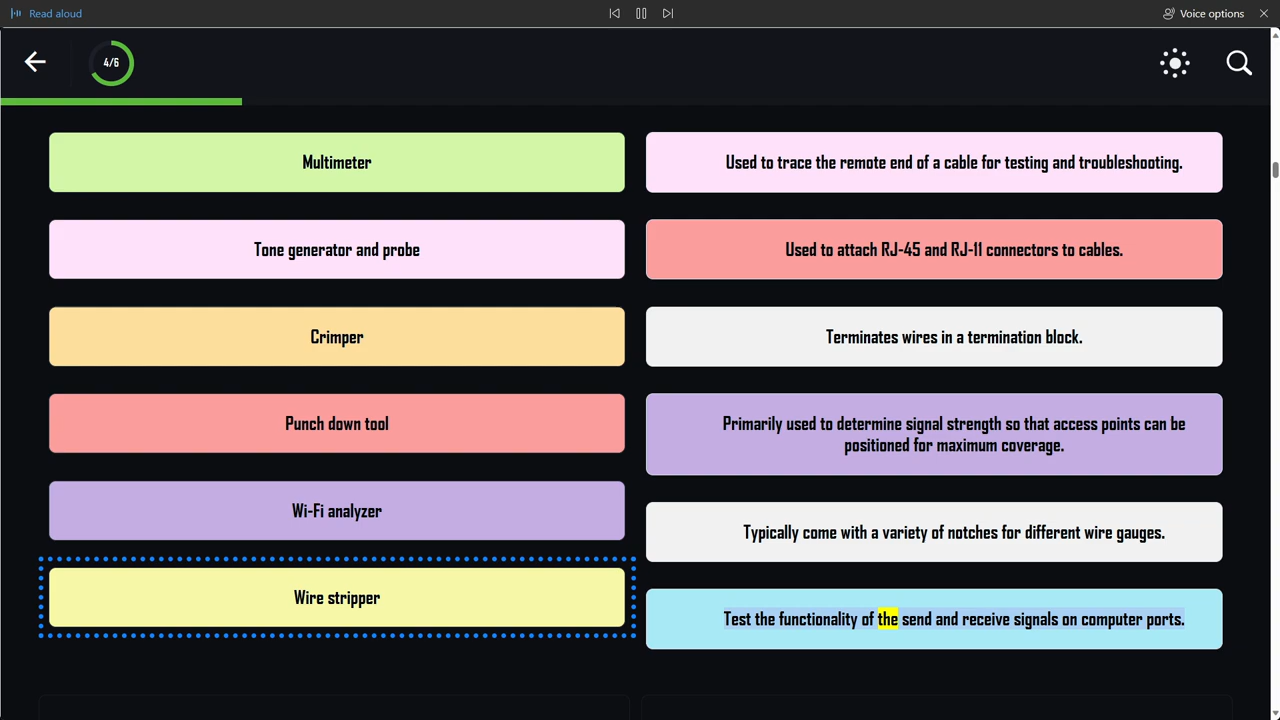 Read aloud
Voice options
4/6
Multimeter
Used to trace the remote end of a cable for testing and troubleshooting.
Tone generator and probe
Used to attach RJ-45 and RJ-11 connectors to cables.
Crimper
Terminates wires in a termination block.
Punch down tool
Primarily used to determine signal strength so that access points can be
positioned for maximum coverage.
Wi-Fi analyzer
Typically come with a variety of notches for different wire gauges.
Wire stripper
Test the functionality of the send and receive signals on computer ports.